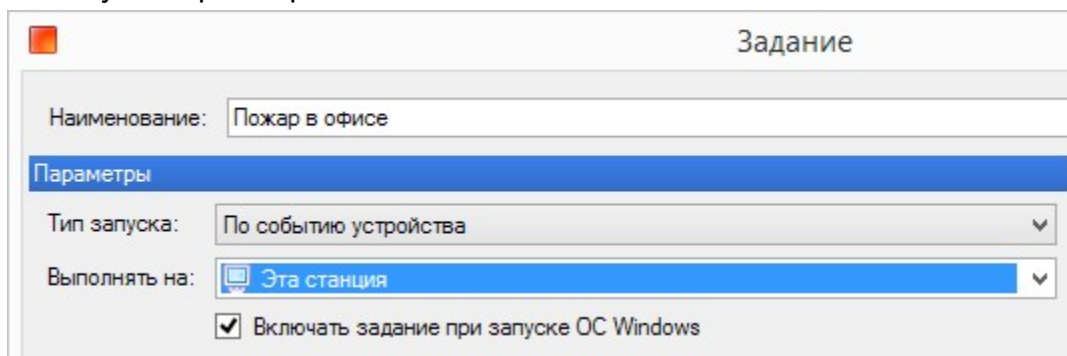 Задание
Наименование: Пожар в офисе
Параметры
Тип запуска: По событию устройства
Выполнять на: Эта станция
Включать задание при запуске ОС Windows